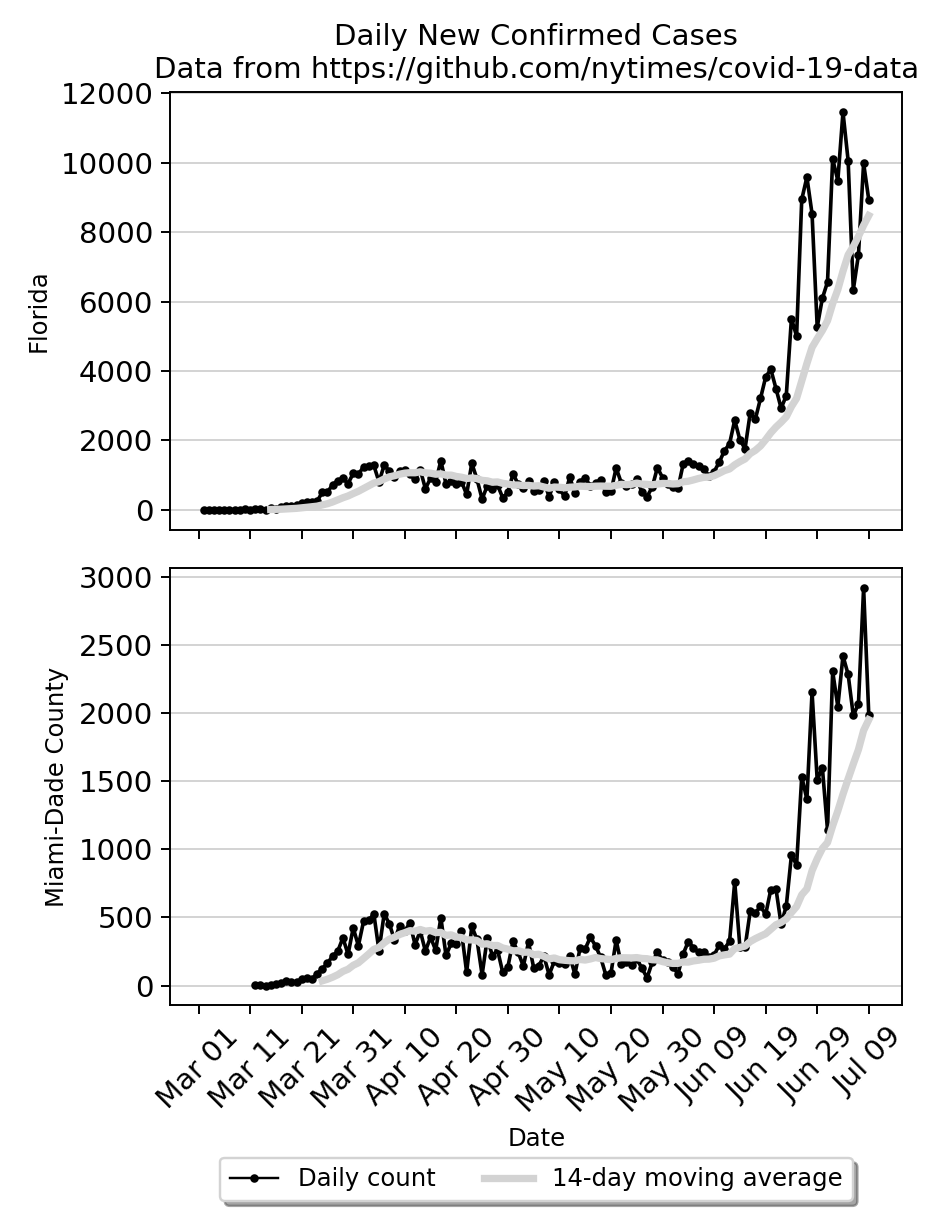 Daily New Confirmed Cases
Data from https://github.com/nytimes/covid-19-data
12000
10000
8000
6000
4000
2000
0
Florida
3000
2500
2000
1500
1000
500
0
Miami-Dade County
Mar 01
Mar 11
Mar 21
Mar 31
Apr 10
Apr 20
Apr 30
May 10
May 20
May 30
Jun 09
Jun 19
Jun 29
Jul 09
Date
Daily count
14-day moving average